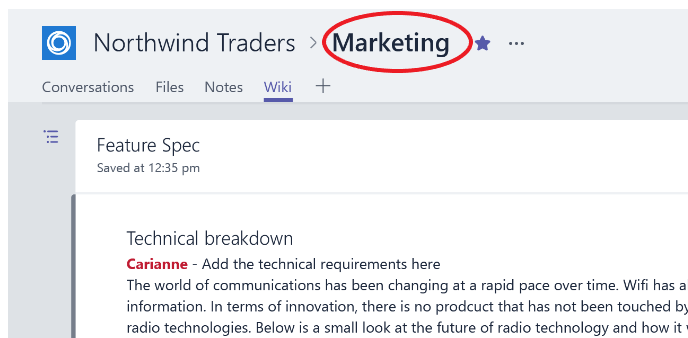 Northwind Traders > Marketing ...
Conversations Files Notes Wiki +
Feature Spec
Saved at 12:35 pm
Technical breakdown
Carianne - Add the technical requirements here
The world of communications has been changing at a rapid pace over time. Wifi has a
information. In terms of innovation, there is no prodcuct that has not been touched by
radio technologies. Below is a small look at the future of radio technology and how it